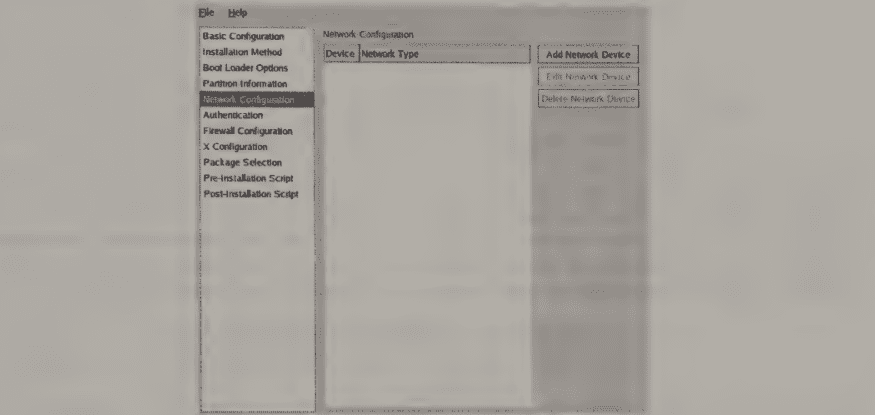 File Help
Basic Configuration
Installation Method
Boot Loader Options
Partition Information
Network Configuration
Authentication
Firewall Configuration
X Configuration
Package Selection
Pre-Installation Script
Post-Installation Script
Network Configuration
Device Network Type
Add Network Device
Edit Network Device
Delete Network Device